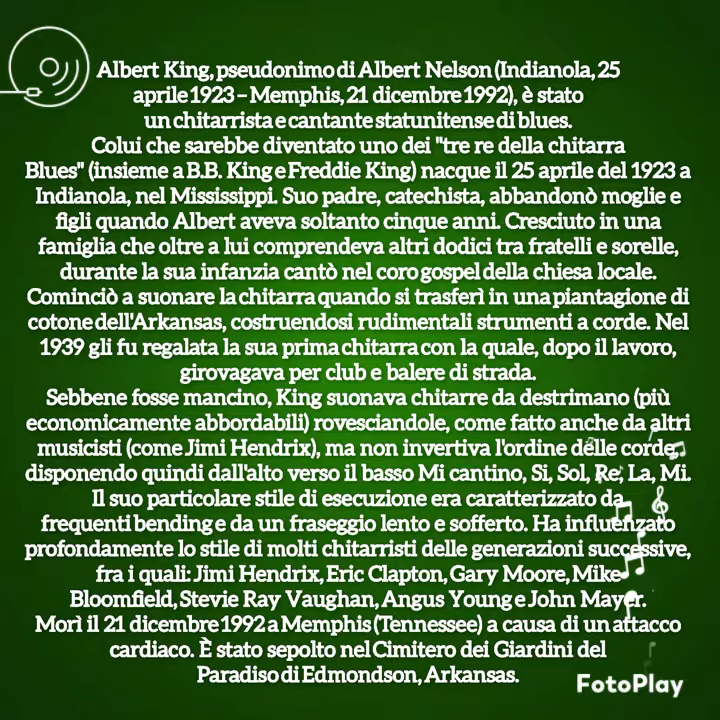 Albert King, pseudonimo di Albert Nelson (Indianola, 25
aprile 1923 – Memphis, 21 dicembre 1992), è stato
un chitarrista e cantante statunitense di blues.
Colui che sarebbe diventato uno dei "tre re della chitarra
Blues" (insieme a B.B. King e Freddie King) nacque il 25 aprile del 1923 a
Indianola, nel Mississippi. Suo padre, catechista, abbandonò moglie e
figli quando Albert aveva soltanto cinque anni. Cresciuto in una
famiglia che oltre a lui comprendeva altri dodici tra fratelli e sorelle,
durante la sua infanzia cantò nel coro gospel della chiesa locale.
Cominciò a suonare la chitarra quando si trasferì in una piantagione di
cotone dell'Arkansas, costruendosi rudimentali strumenti a corde. Nel
1939 gli fu regalata la sua prima chitarra con la quale, dopo il lavoro,
girovagava per club e balere di strada.
Sebbene fosse mancino, King suonava chitarre da destrimano (più
economicamente abbordabili) rovesciandole, come fatto anche da altri
musicisti (come Jimi Hendrix), ma non invertiva l'ordine delle corde,
disponendo quindi dall'alto verso il basso Mi cantino, Si, Sol, Re, La, Mi.
Il suo particolare stile di esecuzione era caratterizzato da
frequenti bending e da un fraseggio lento e sofferto. Ha influenzato
profondamente lo stile di molti chitarristi delle generazioni successive,
fra i quali: Jimi Hendrix, Eric Clapton, Gary Moore, Mike
Bloomfield, Stevie Ray Vaughan, Angus Young e John Mayer.
Morì il 21 dicembre 1992 a Memphis (Tennessee) a causa di un attacco
cardiaco. È stato sepolto nel Cimitero dei Giardini del
Paradiso di Edmondson, Arkansas.
FotoPlay